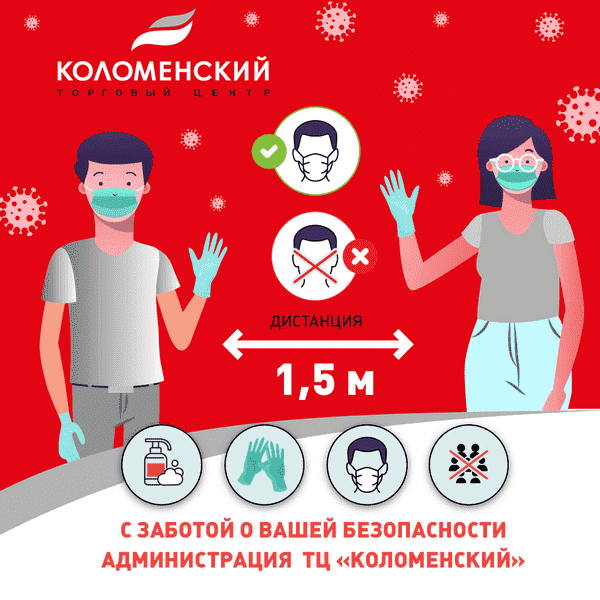 КОЛОМЕНСКИЙ
ТОРГОВЫЙ ЦЕНТР
ДИСТАНЦИЯ
1,5 м
С ЗАБОТОЙ О ВАШЕЙ БЕЗОПАСНОСТИ
АДМИНИСТРАЦИЯ ТЦ «КОЛОМЕНСКИЙ»